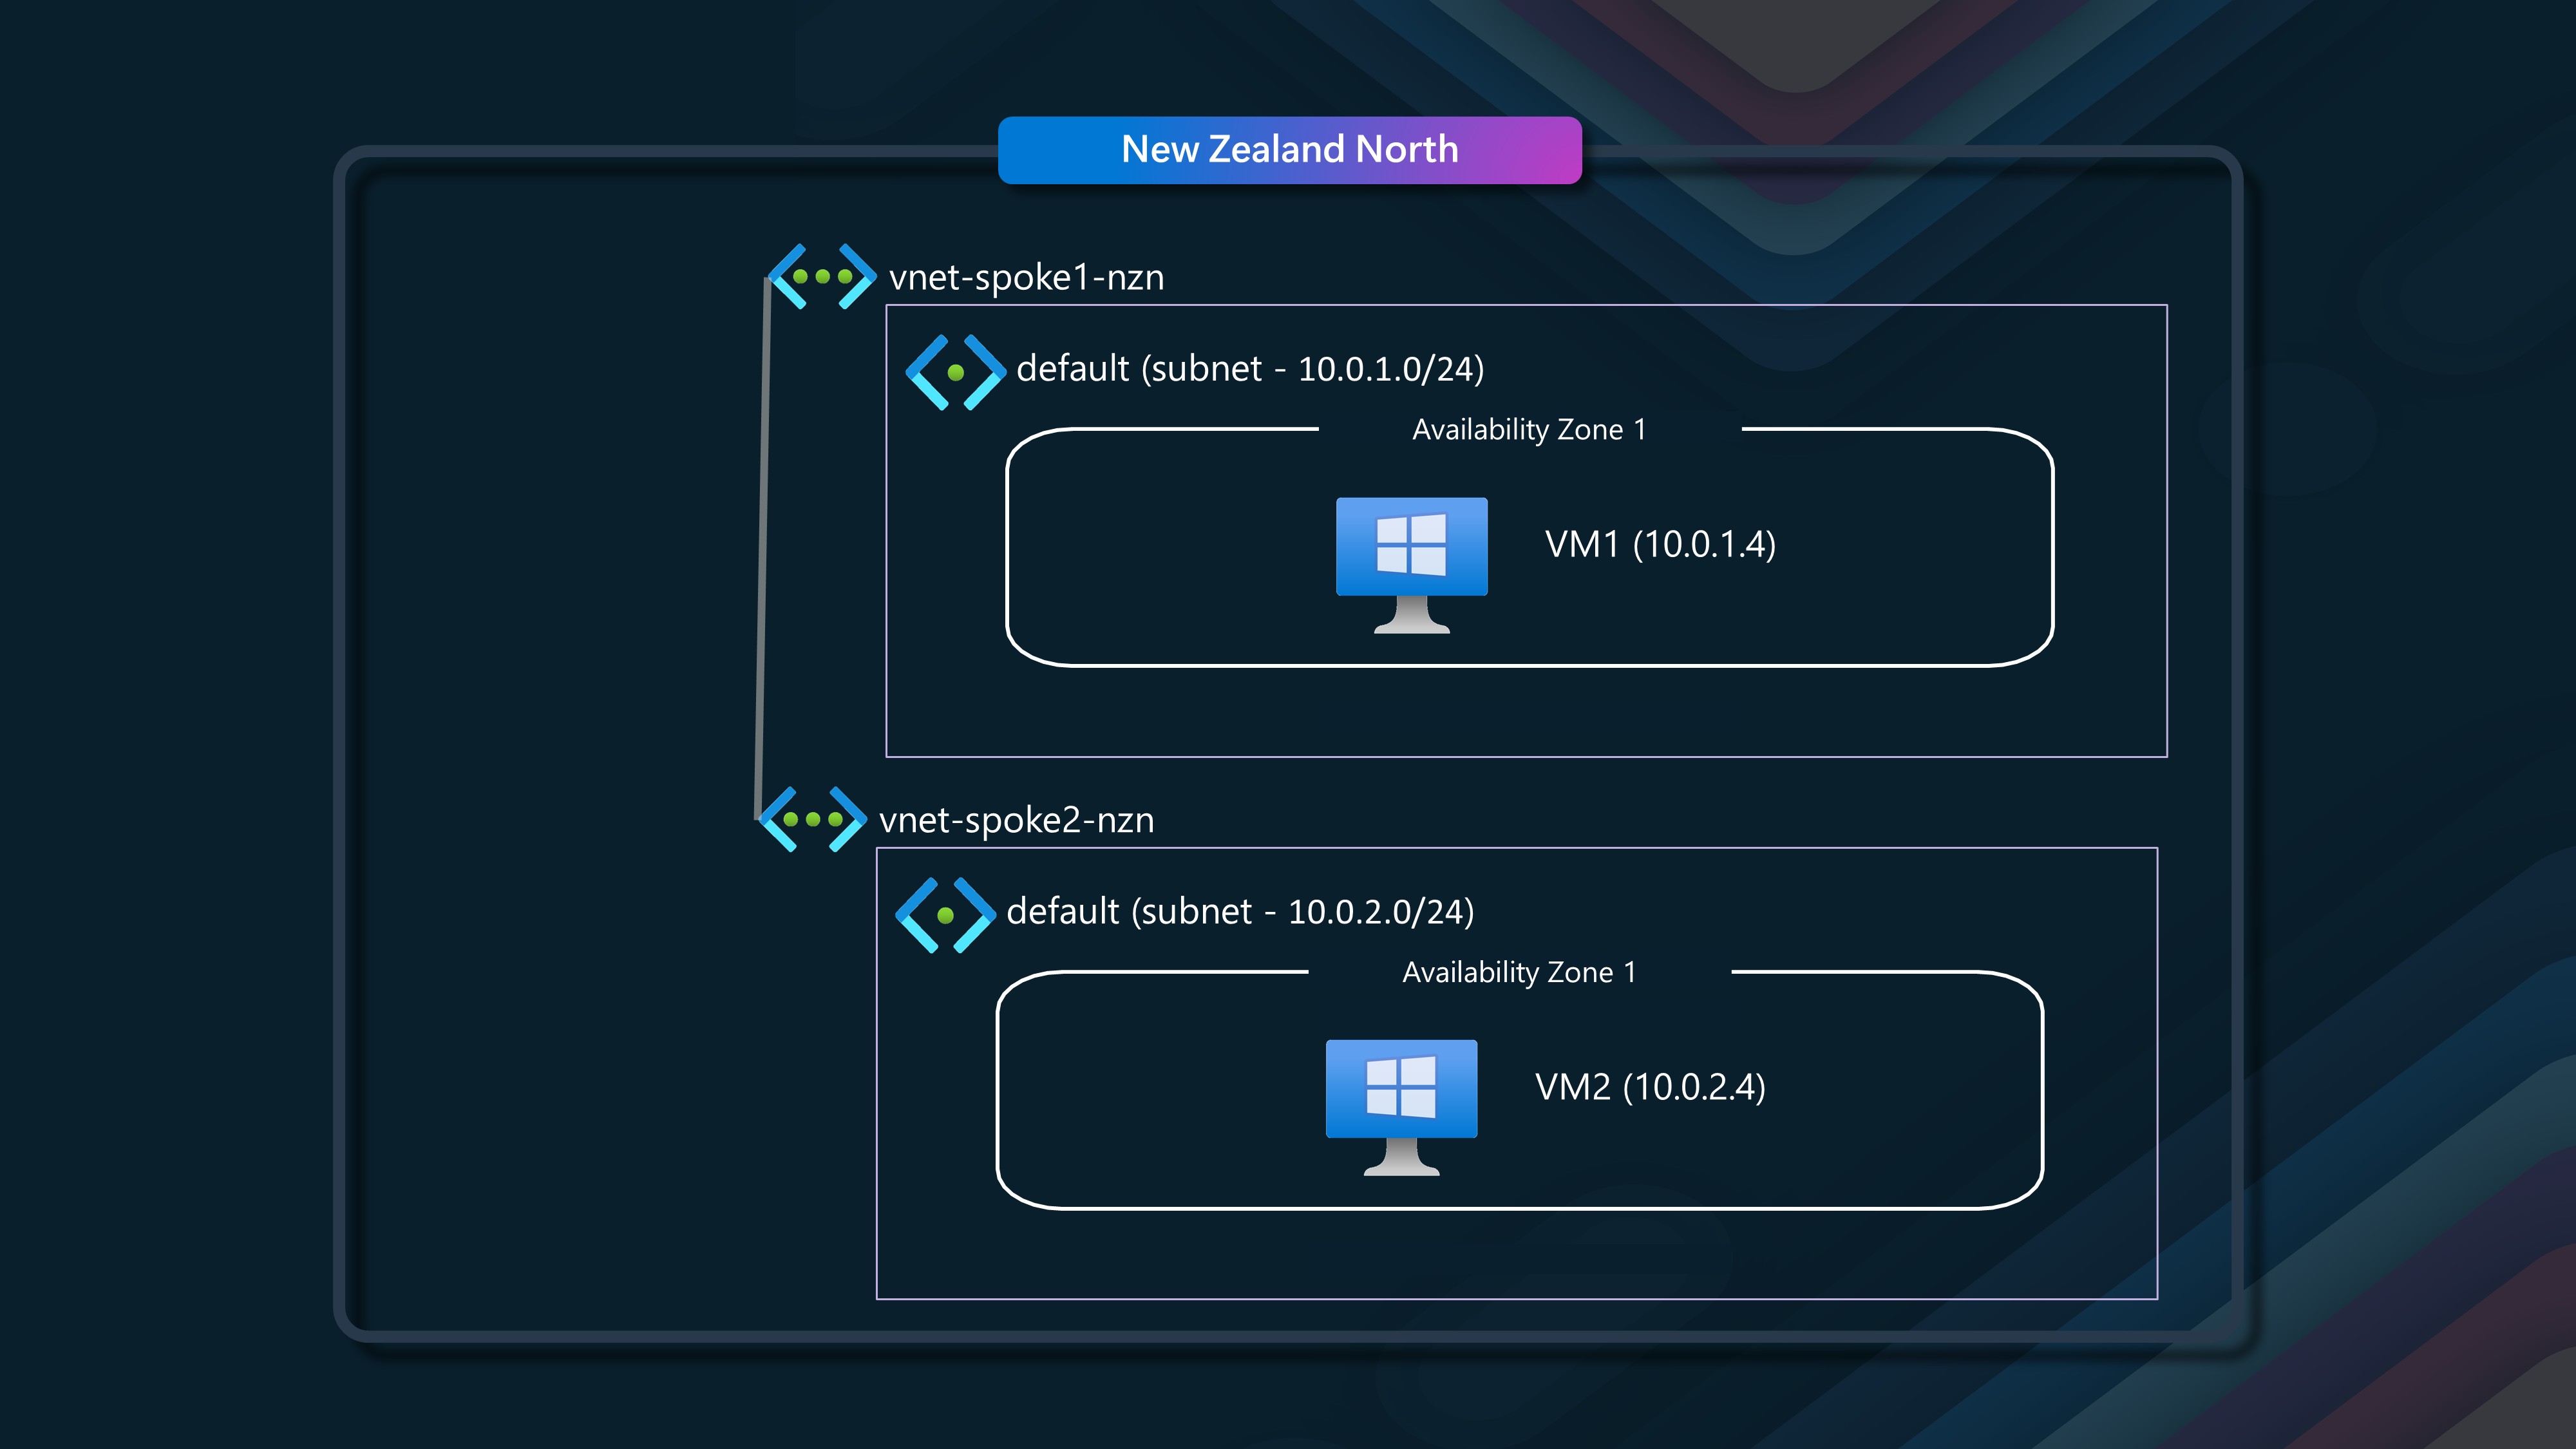 New Zealand North
vnet-spoke1-nzn
default (subnet - 10.0.1.0/24)
Availability Zone 1
VM1 (10.0.1.4)
vnet-spoke2-nzn
default (subnet - 10.0.2.0/24)
Availability Zone 1
VM2 (10.0.2.4)